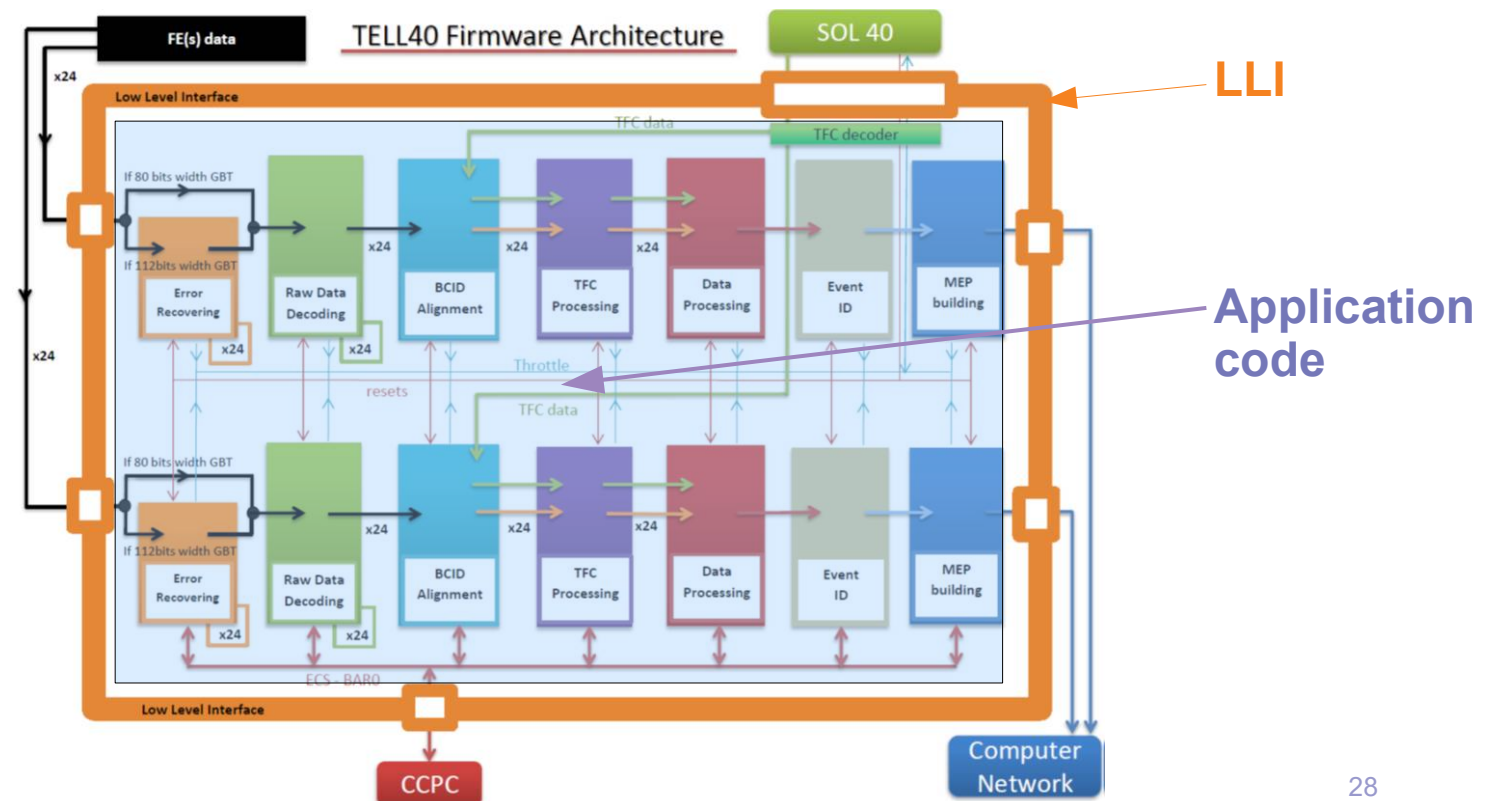 FE(s) data
TELL40 Firmware Architecture
SOL 40
x24
LLI
Low Level Interface
TFC data
TFC decoder
If 80 bits width GBT
x24
x24
x24
If 112bits width GBT
Error
Recovering
Raw Data
Decoding
BCID
Alignment
TFC
Processing
Data
Processing
Event
ID
MEP
building
x24
x24
x24
Application
code
Throttle
resets
TFC data
If 80 bits width GBT
x24
x24
x24
If 112bits width GBT
Error
Recovering
Raw Data
Decoding
BCID
Alignment
TFC
Processing
Data
Processing
Event
ID
MEP
building
x24
x24
ECS - BAR0
Low Level Interface
CCPC
Computer
Network
28